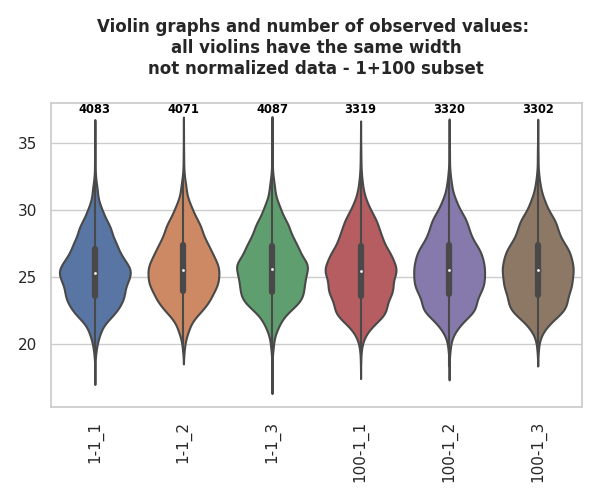 Violin graphs and number of observed values:
all violins have the same width
not normalized data - 1+100 subset
4083 4071 4087 3319 3320 3302
35
30
25
20
1-1_1 1-1_2 1-1_3 100-1_1 100-1_2 100-1_3